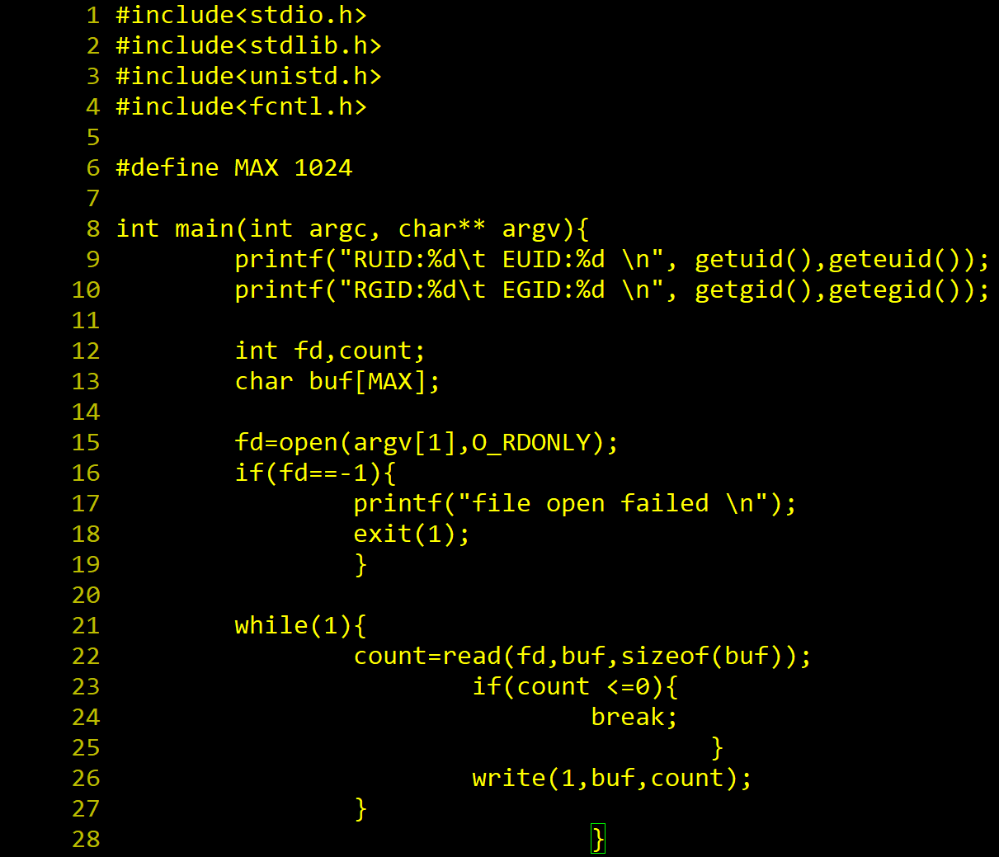 1 #include<stdio.h>
2 #include<stdlib.h>
3 #include<unistd.h>
4 #include<fcntl.h>
5
6 #define MAX 1024
7
8 int main(int argc, char** argv){
9         printf("RUID:%d\t EUID:%d \n", getuid(),geteuid());
10         printf("RGID:%d\t EGID:%d \n", getgid(),getegid());
11
12         int fd,count;
13         char buf[MAX];
14
15         fd=open(argv[1],O_RDONLY);
16         if(fd==-1){
17                 printf("file open failed \n");
18                 exit(1);
19                 }
20
21         while(1){
22                 count=read(fd,buf,sizeof(buf));
23                         if(count <=0){
24                                 break;
25                                         }
26                         write(1,buf,count);
27                 }
28                                 }